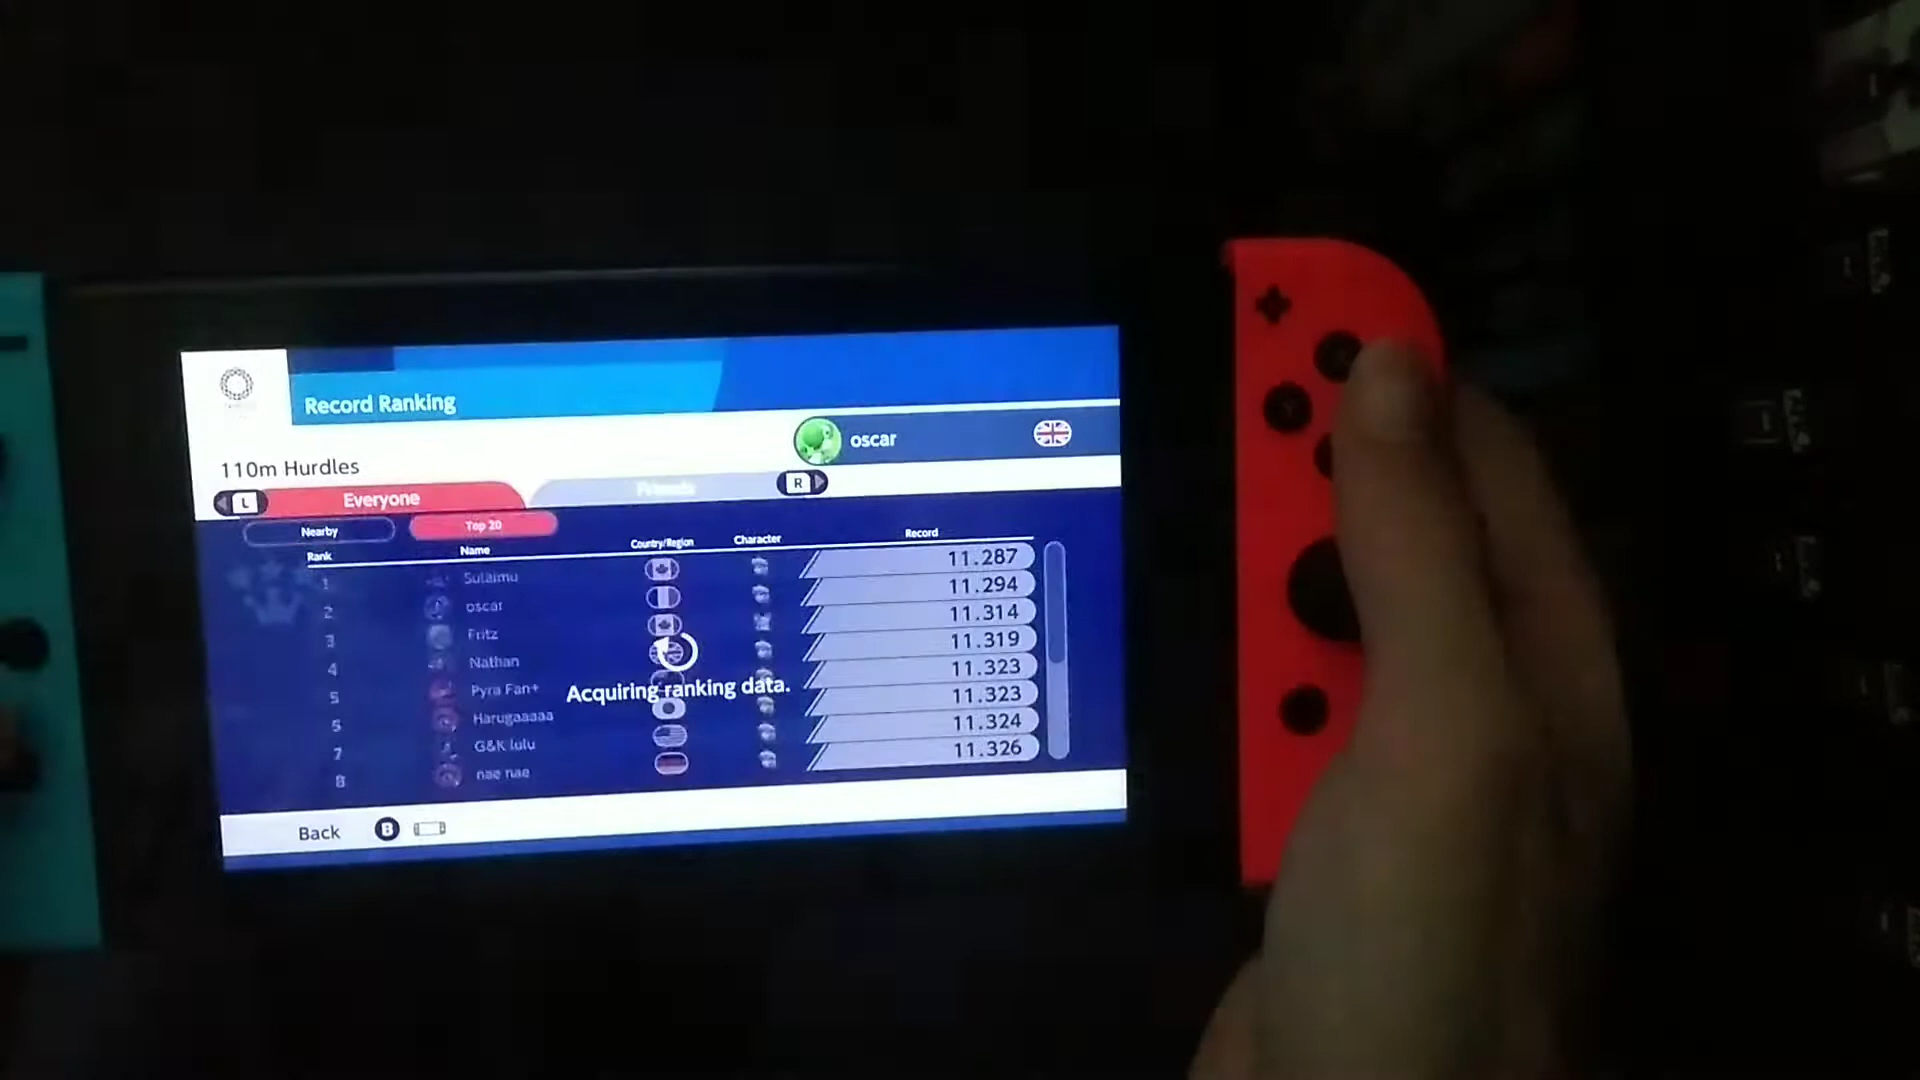 Record Ranking
oscar
110m Hurdles
L
Everyone
Friends
R
Nearby
Top 20
Rank
Name
Country/Region
Character
Record
1 Sulaimu 11.287
2 oscar 11.294
3 Fritz 11.314
4 Nathan 11.319
5 Pyra Fan+ 11.323
5 Harugaaaaa 11.323
7 G&K lulu 11.324
8 nae nae 11.326
Acquiring ranking data.
Back B